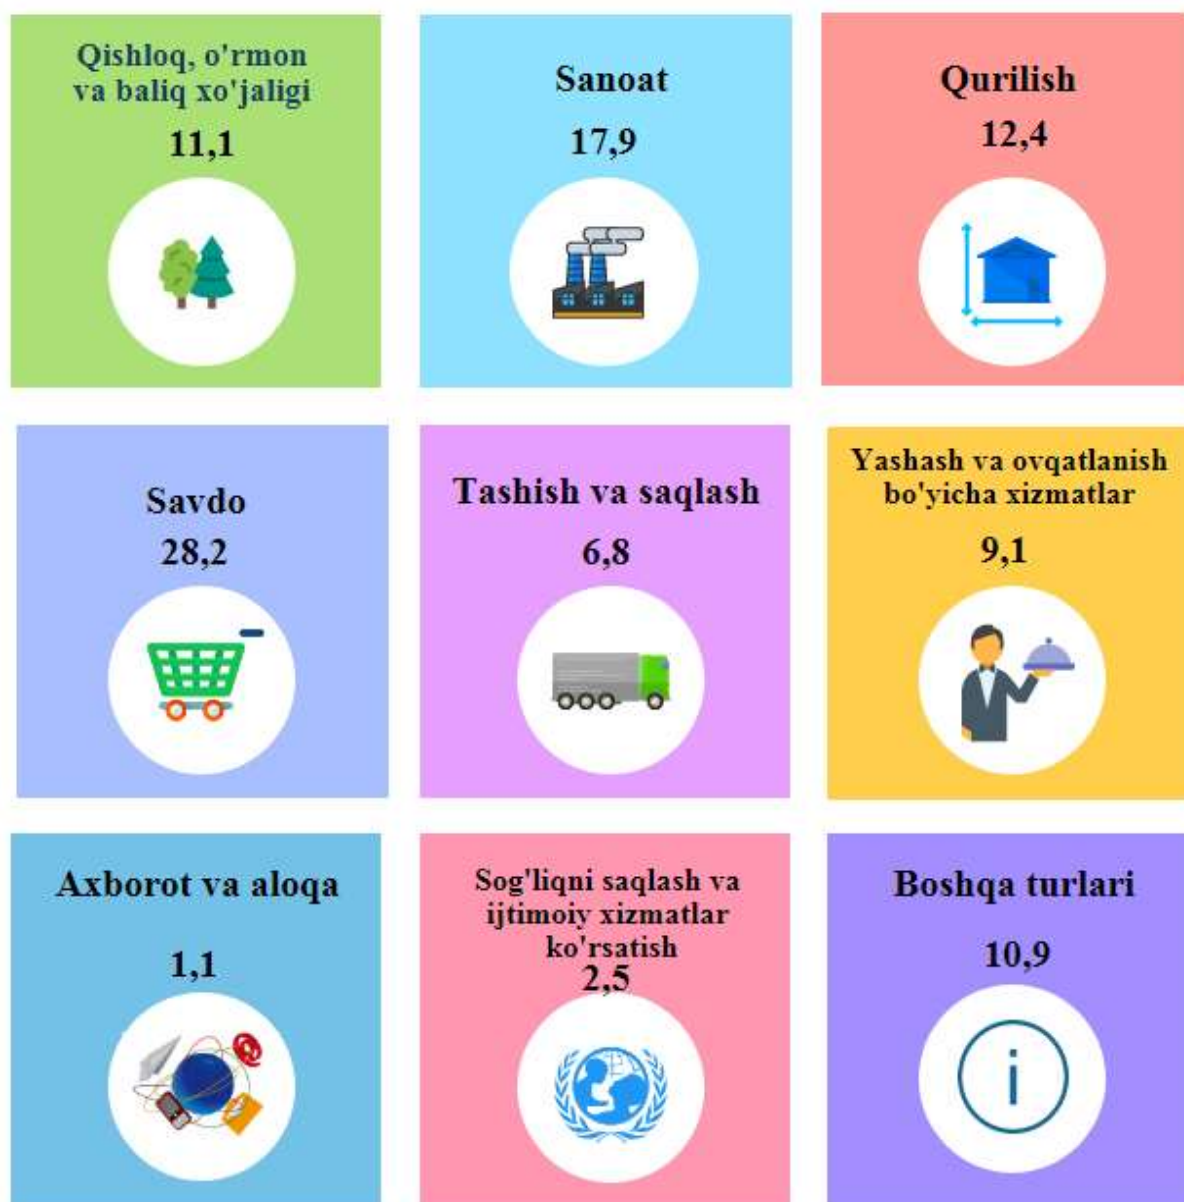 Qishloq, o'rmon
va baliq xo'jaligi
11,1
Sanoat
17,9
Qurilish
12,4
Savdo
28,2
Tashish va saqlash
6,8
Yashash va ovqatlanish
bo'yicha xizmatlar
9,1
Axborot va aloqa
1,1
Sog'liqni saqlash va
ijtimoiy xizmatlar
ko'rsatish
2,5
Boshqa turlari
10,9
i